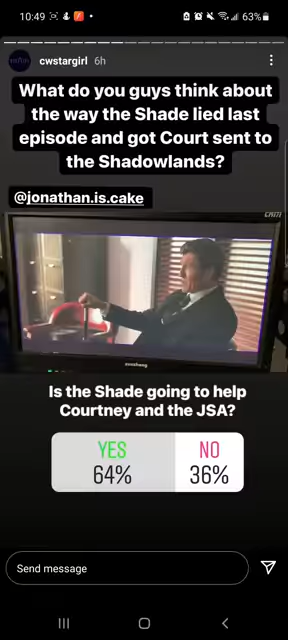 10:49
63%
cwstargirl 6h
What do you guys think about
the way the Shade lied last
episode and got Court sent to
the Shadowlands?
@jonathan.is.cake
Is the Shade going to help
Courtney and the JSA?
YES NO
64% 36%
Send message